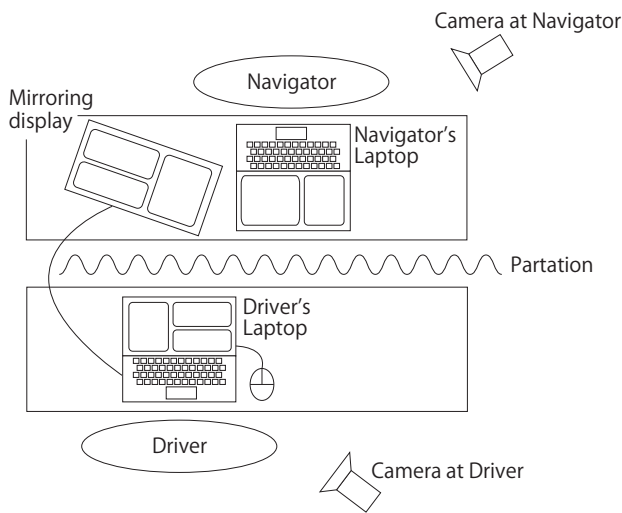 Camera at Navigator
Navigator
Mirroring
display
Navigator's
Laptop
Partation
Driver's
Laptop
Driver
Camera at Driver